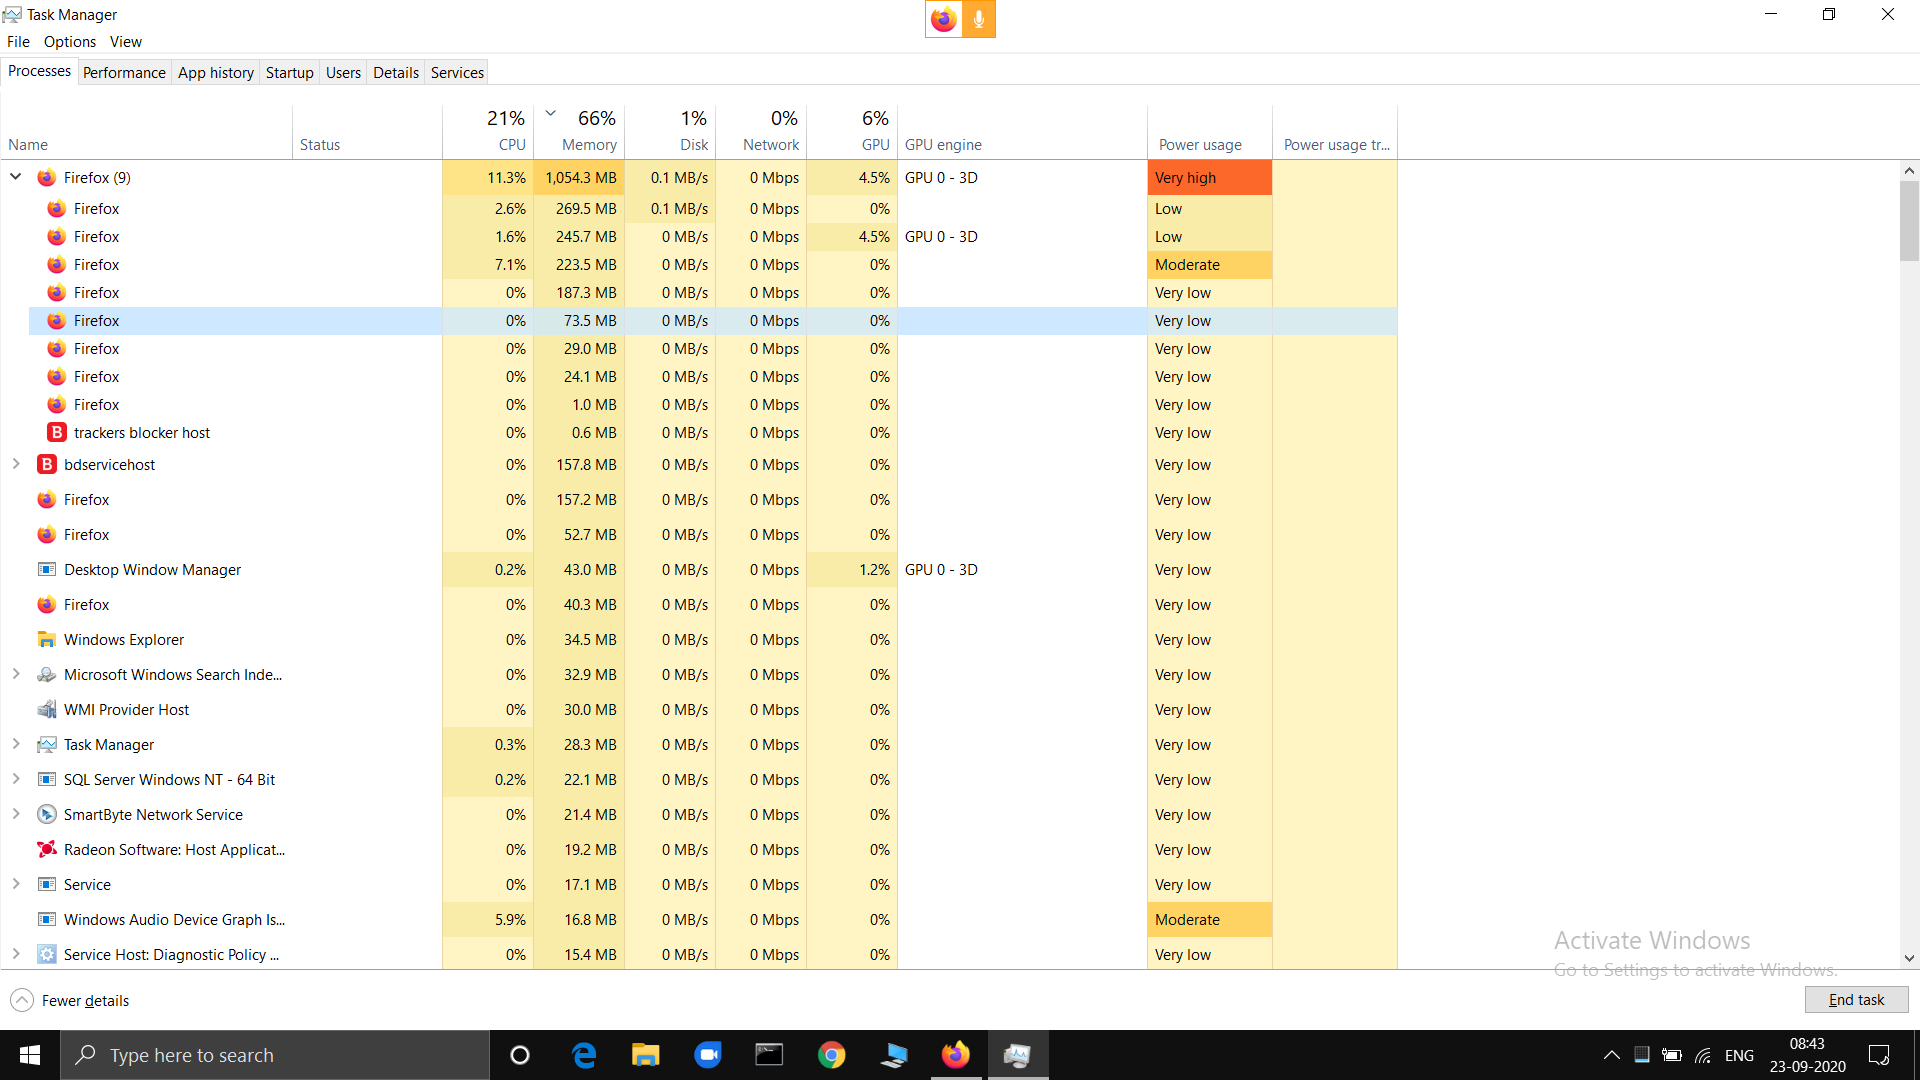 Task Manager
File Options View
Processes Performance App history Startup Users Details Services
21% 66% 1% 0% 6%
Name Status CPU Memory Disk Network GPU GPU engine Power usage Power usage tr...
Firefox (9) 11.3% 1,054.3 MB 0.1 MB/s 0 Mbps 4.5% GPU 0 - 3D Very high
Firefox 2.6% 269.5 MB 0.1 MB/s 0 Mbps 0% Low
Firefox 1.6% 245.7 MB 0 MB/s 0 Mbps 4.5% GPU 0 - 3D Low
Firefox 7.1% 223.5 MB 0 MB/s 0 Mbps 0% Moderate
Firefox 0% 187.3 MB 0 MB/s 0 Mbps 0% Very low
Firefox 0% 73.5 MB 0 MB/s 0 Mbps 0% Very low
Firefox 0% 29.0 MB 0 MB/s 0 Mbps 0% Very low
Firefox 0% 24.1 MB 0 MB/s 0 Mbps 0% Very low
Firefox 0% 1.0 MB 0 MB/s 0 Mbps 0% Very low
B trackers blocker host 0% 0.6 MB 0 MB/s 0 Mbps 0% Very low
B bdservicehost 0% 157.8 MB 0 MB/s 0 Mbps 0% Very low
Firefox 0% 157.2 MB 0 MB/s 0 Mbps 0% Very low
Firefox 0% 52.7 MB 0 MB/s 0 Mbps 0% Very low
Desktop Window Manager 0.2% 43.0 MB 0 MB/s 0 Mbps 1.2% GPU 0 - 3D Very low
Firefox 0% 40.3 MB 0 MB/s 0 Mbps 0% Very low
Windows Explorer 0% 34.5 MB 0 MB/s 0 Mbps 0% Very low
Microsoft Windows Search Inde... 0% 32.9 MB 0 MB/s 0 Mbps 0% Very low
WMI Provider Host 0% 30.0 MB 0 MB/s 0 Mbps 0% Very low
Task Manager 0.3% 28.3 MB 0 MB/s 0 Mbps 0% Very low
SQL Server Windows NT - 64 Bit 0.2% 22.1 MB 0 MB/s 0 Mbps 0% Very low
SmartByte Network Service 0% 21.4 MB 0 MB/s 0 Mbps 0% Very low
Radeon Software: Host Applicat... 0% 19.2 MB 0 MB/s 0 Mbps 0% Very low
Service 0% 17.1 MB 0 MB/s 0 Mbps 0% Very low
Windows Audio Device Graph Is... 5.9% 16.8 MB 0 MB/s 0 Mbps 0% Moderate
Service Host: Diagnostic Policy ... 0% 15.4 MB 0 MB/s 0 Mbps 0% Very low
Activate Windows
Go to Settings to activate Windows.
Fewer details
End task
Type here to search
ENG
08:43
23-09-2020